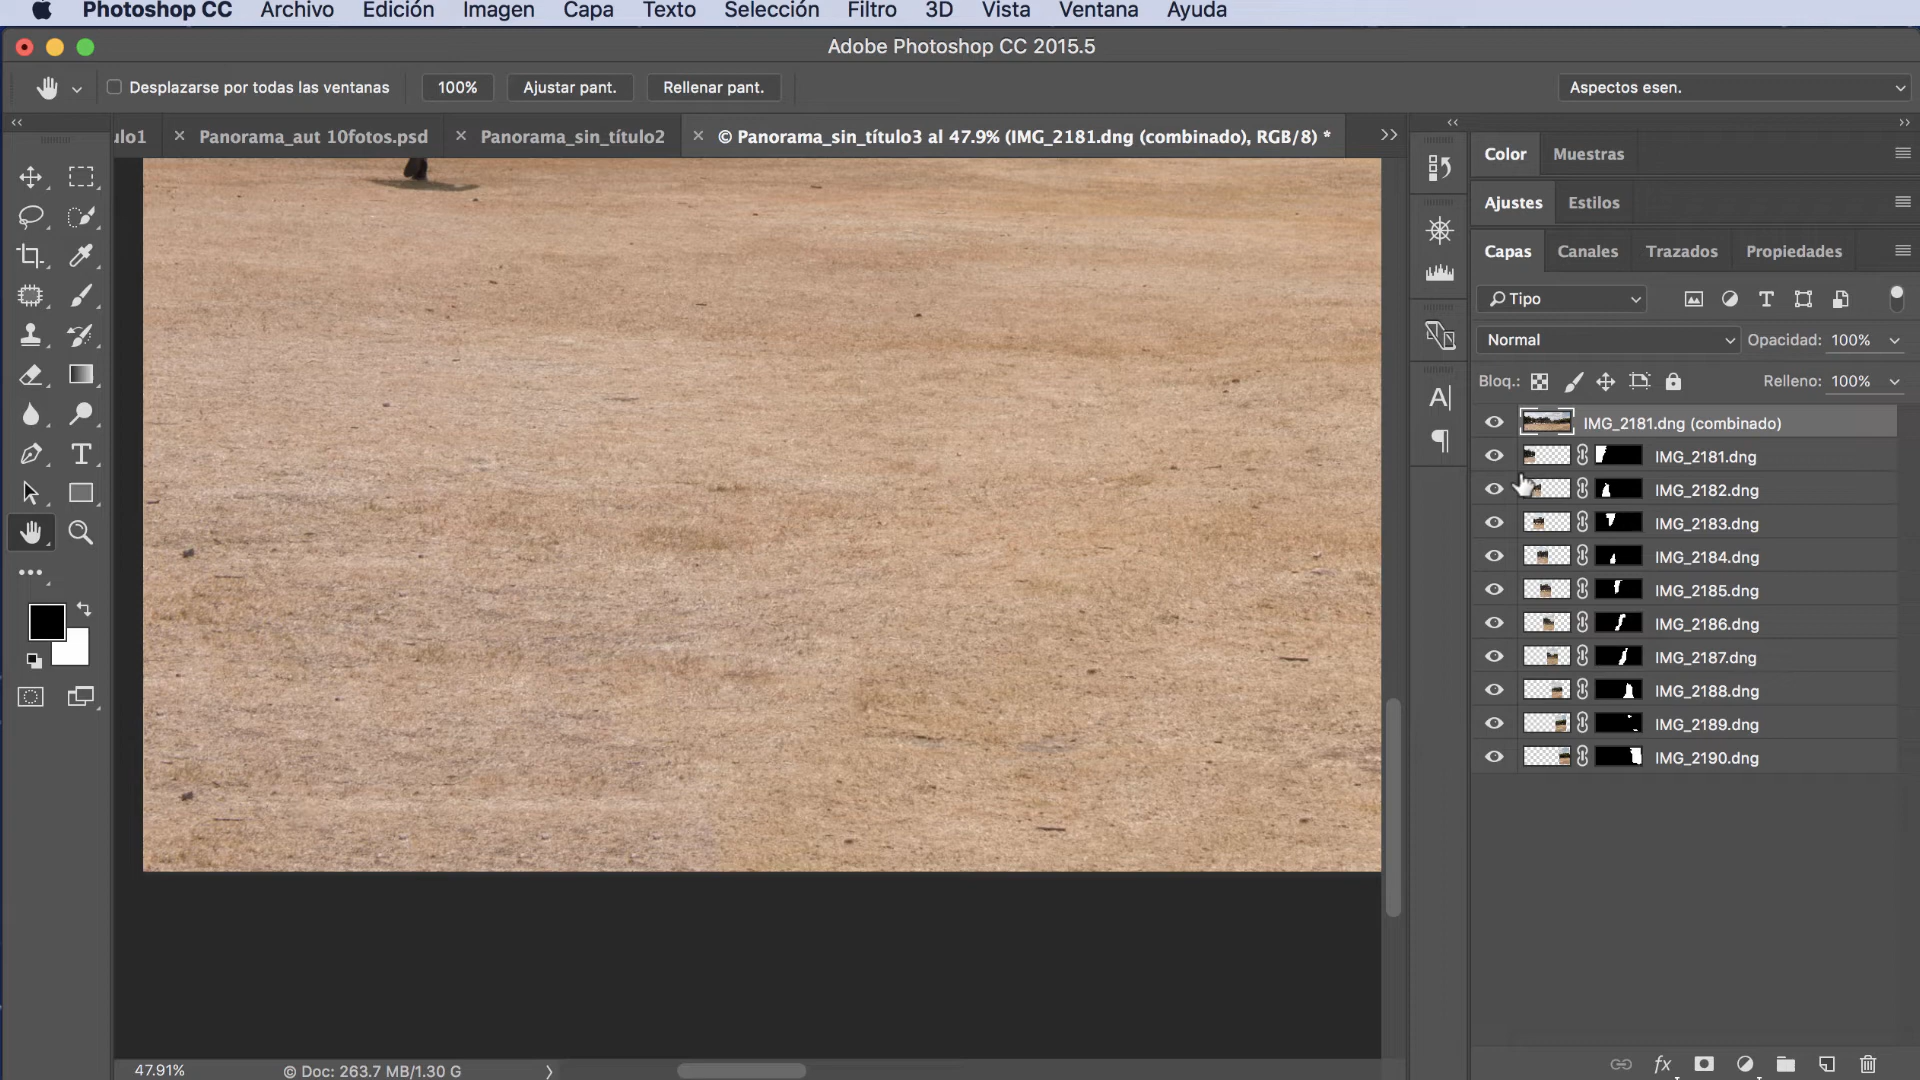 Photoshop CC Archivo Edición Imagen Capa Texto Selección Filtro 3D Vista Ventana Ayuda
Adobe Photoshop CC 2015.5
Desplazarse por todas las ventanas 100% Ajustar pant. Rellenar pant. Aspectos esen.
ulo1 × Panorama_aut 10fotos.psd × Panorama_sin_título2 × © Panorama_sin_título3 al 47.9% (IMG_2181.dng (combinado), RGB/8) *
Color Muestras
Ajustes Estilos
Capas Canales Trazados Propiedades
Tipo
Normal Opacidad: 100%
Bloq.: Relleno: 100%
IMG_2181.dng (combinado)
IMG_2181.dng
IMG_2182.dng
IMG_2183.dng
IMG_2184.dng
IMG_2185.dng
IMG_2186.dng
IMG_2187.dng
IMG_2188.dng
IMG_2189.dng
IMG_2190.dng
47.91% © Doc: 263.7 MB/1.30 G
fx